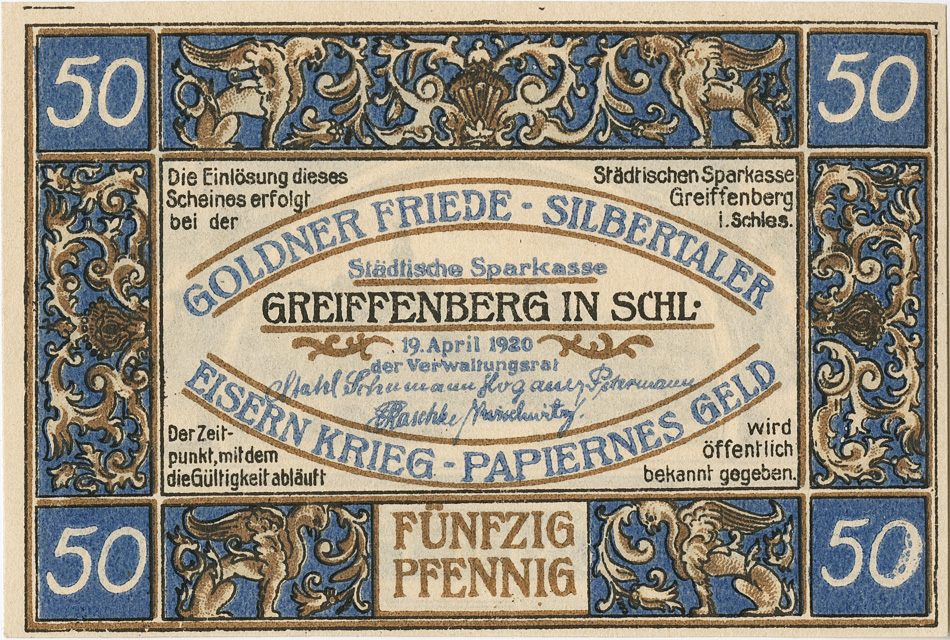 50
50
Die Einlösung dieses
Scheines erfolgt
bei der
Städtischen Sparkasse
Greiffenberg
i. Schles.
GOLDNER FRIEDE - SILBERTALER
Städtische Sparkasse
GREIFFENBERG IN SCHL.
19. April 1920
der Verwaltungsrat
Petermann
EISERN KRIEG - PAPIERNES GELD
Der Zeit-
punkt, mit dem
die Gültigkeit abläuft
wird
öffentlich
bekannt gegeben.
50
FÜNFZIG
PFENNIG
50